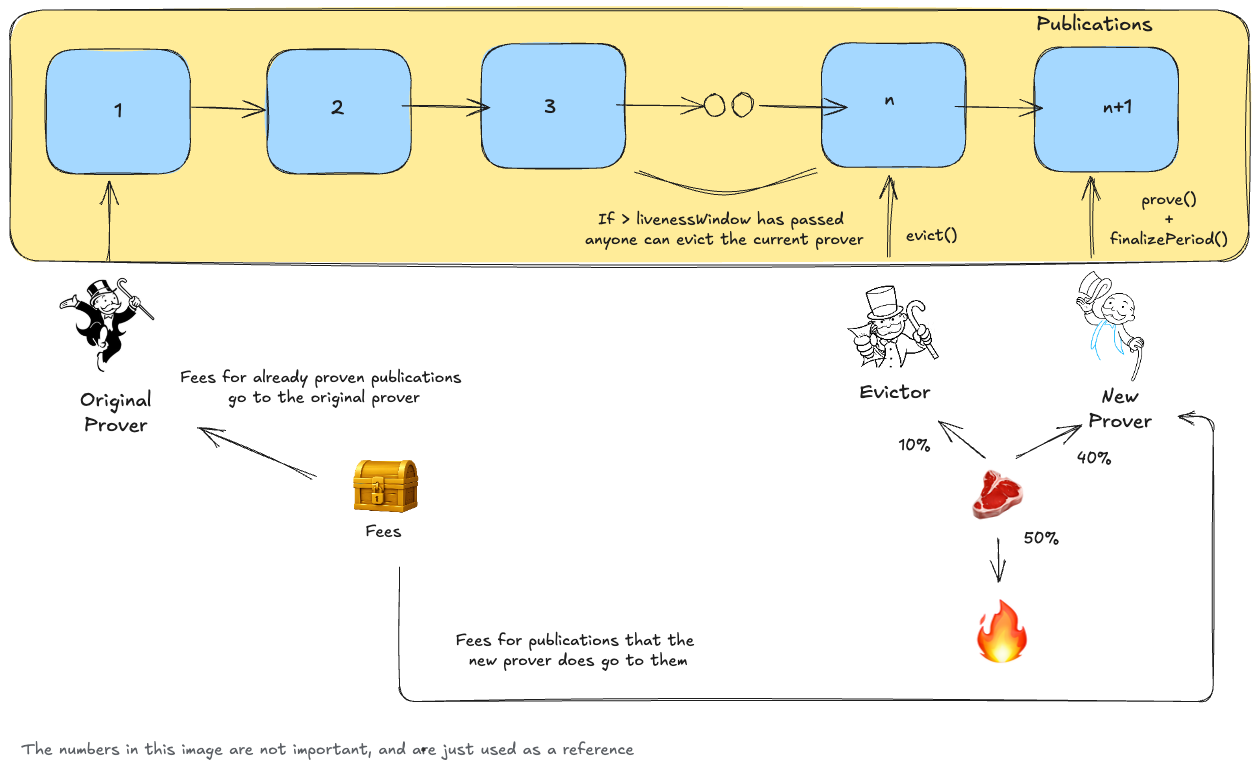 Publications
1
2
3
n
n+1
If > livenessWindow has passed
anyone can evict the current prover
evict()
prove()
+
finalizePeriod()
Original
Prover
Fees for already proven publications
go to the original prover
Evictor
New
Prover
10%
40%
Fees
50%
Fees for publications that the
new prover does go to them
The numbers in this image are not important, and are just used as a reference